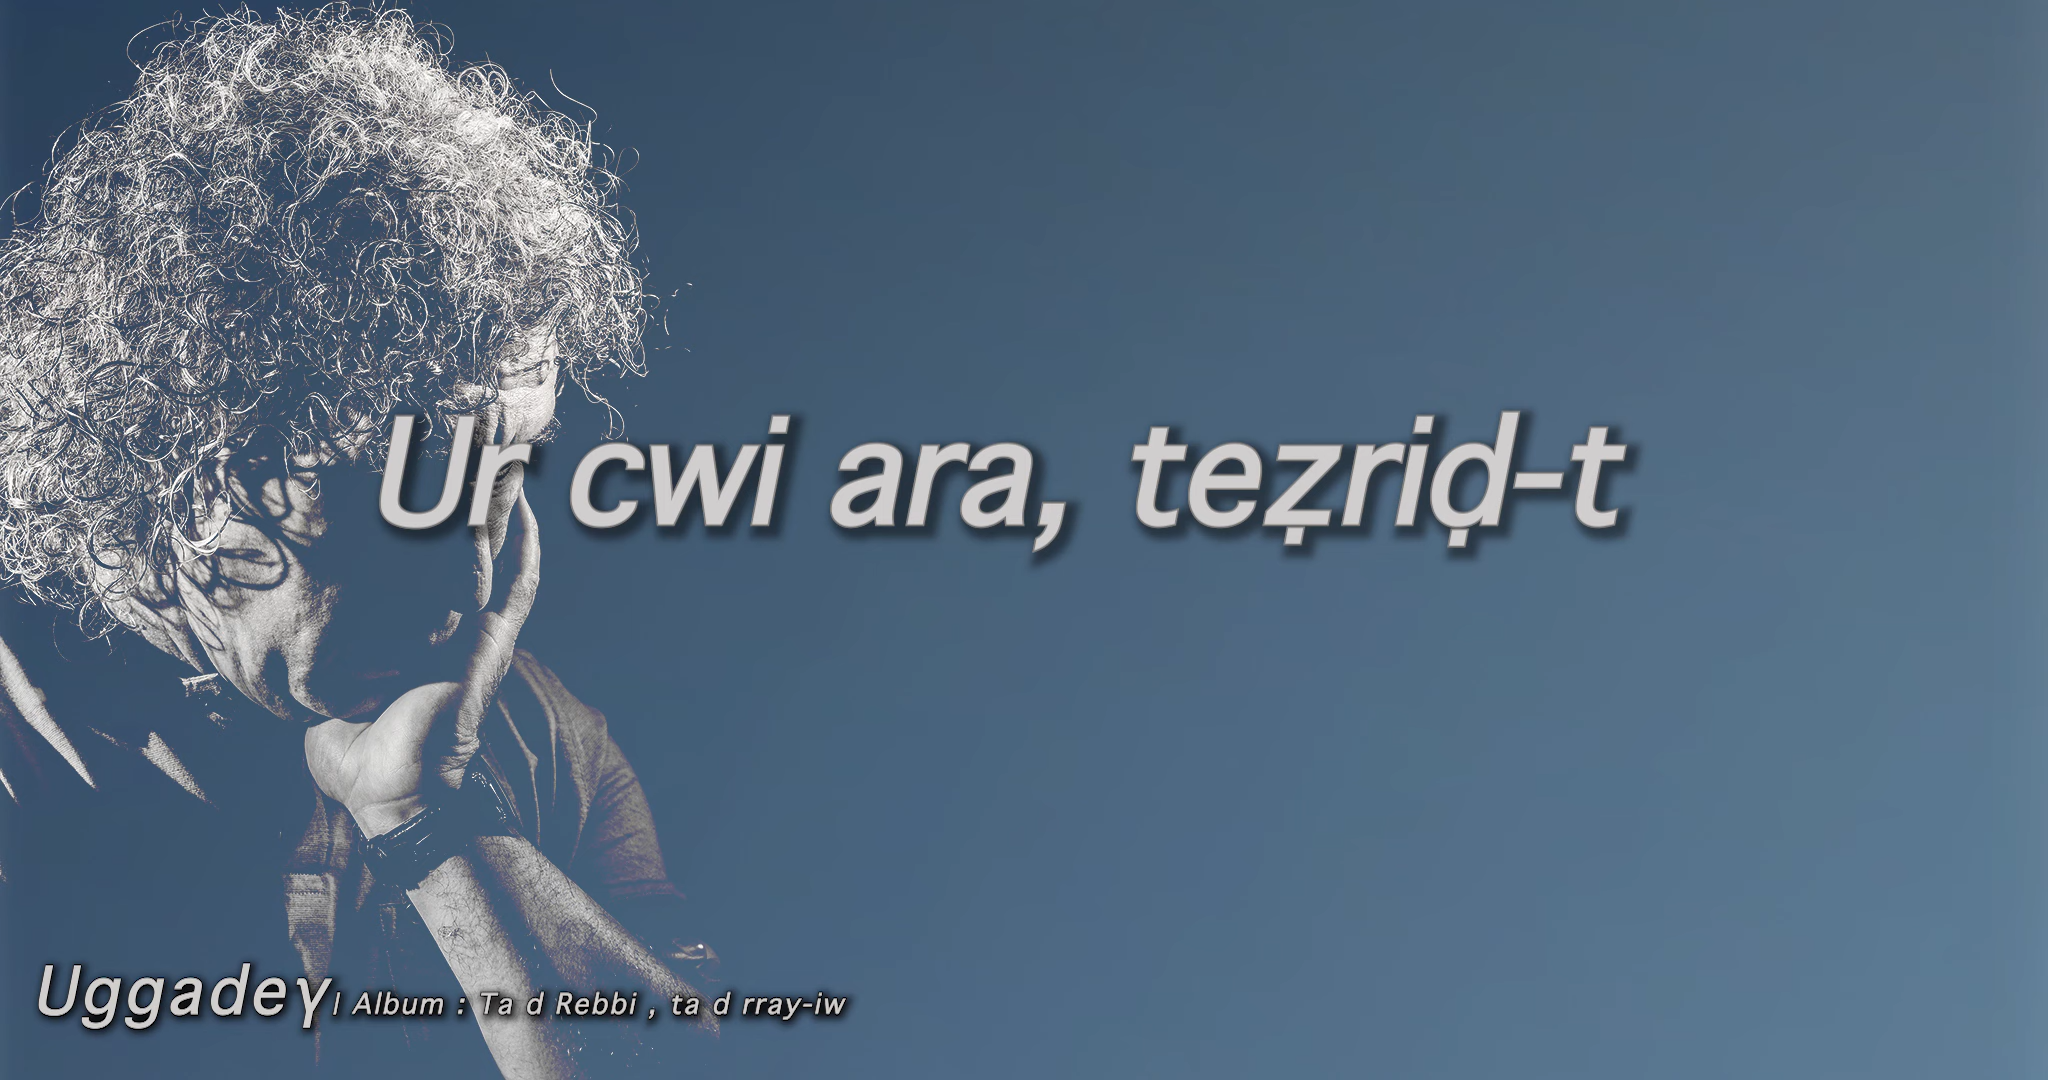 Ur cwi ara, teẓriḍ-t
Uggadeɣ | Album : Ta d Rebbi , ta d rray-iw